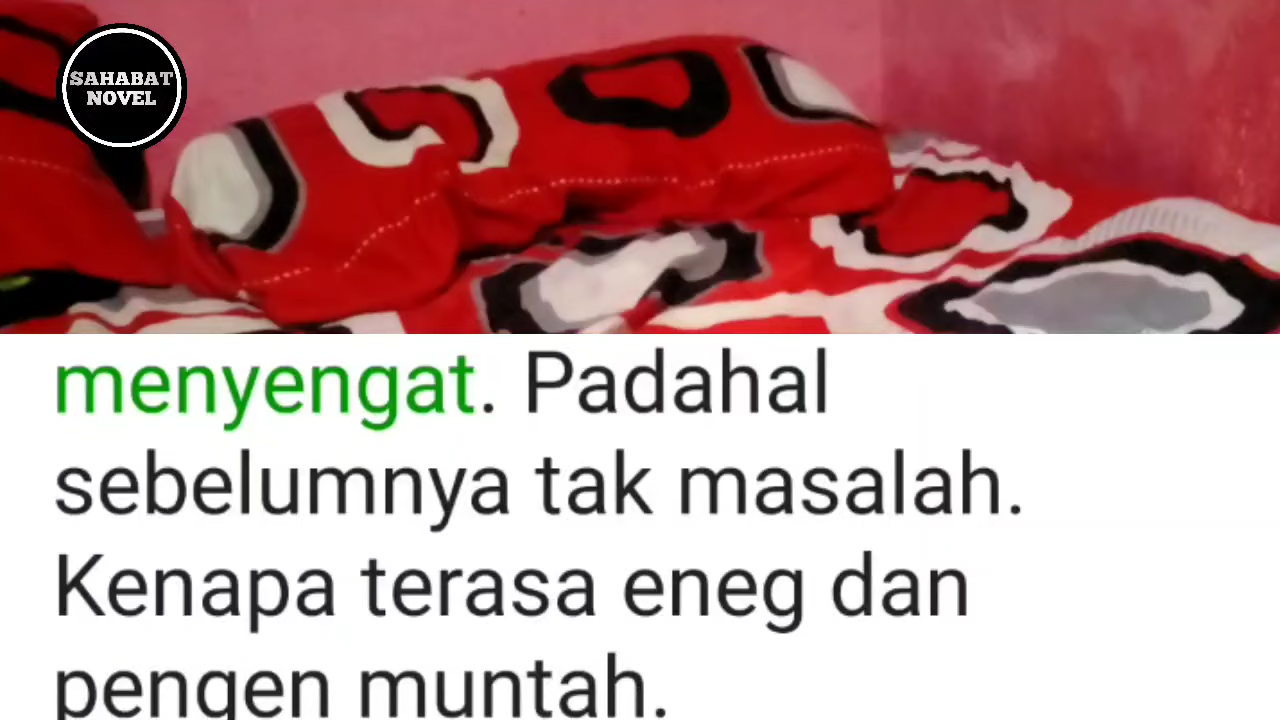 SAHABAT
NOVEL
menyengat. Padahal
sebelumnya tak masalah.
Kenapa terasa eneg dan
pengen muntah.